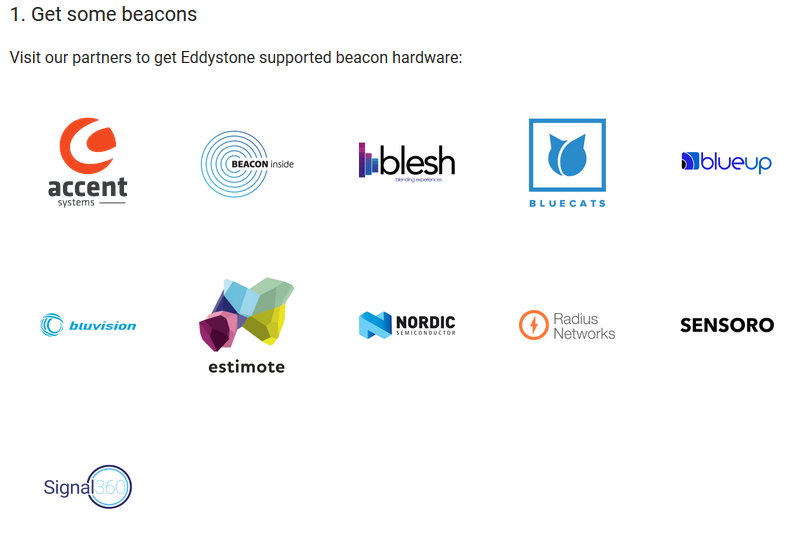 1. Get some beacons
Visit our partners to get Eddystone supported beacon hardware:
accent
systems
BEACON inside
blesh
blending experiences
BLUECATS
blueup
bluvision
estimote
NORDIC
SEMICONDUCTOR
Radius
Networks
SENSORO
Signal360